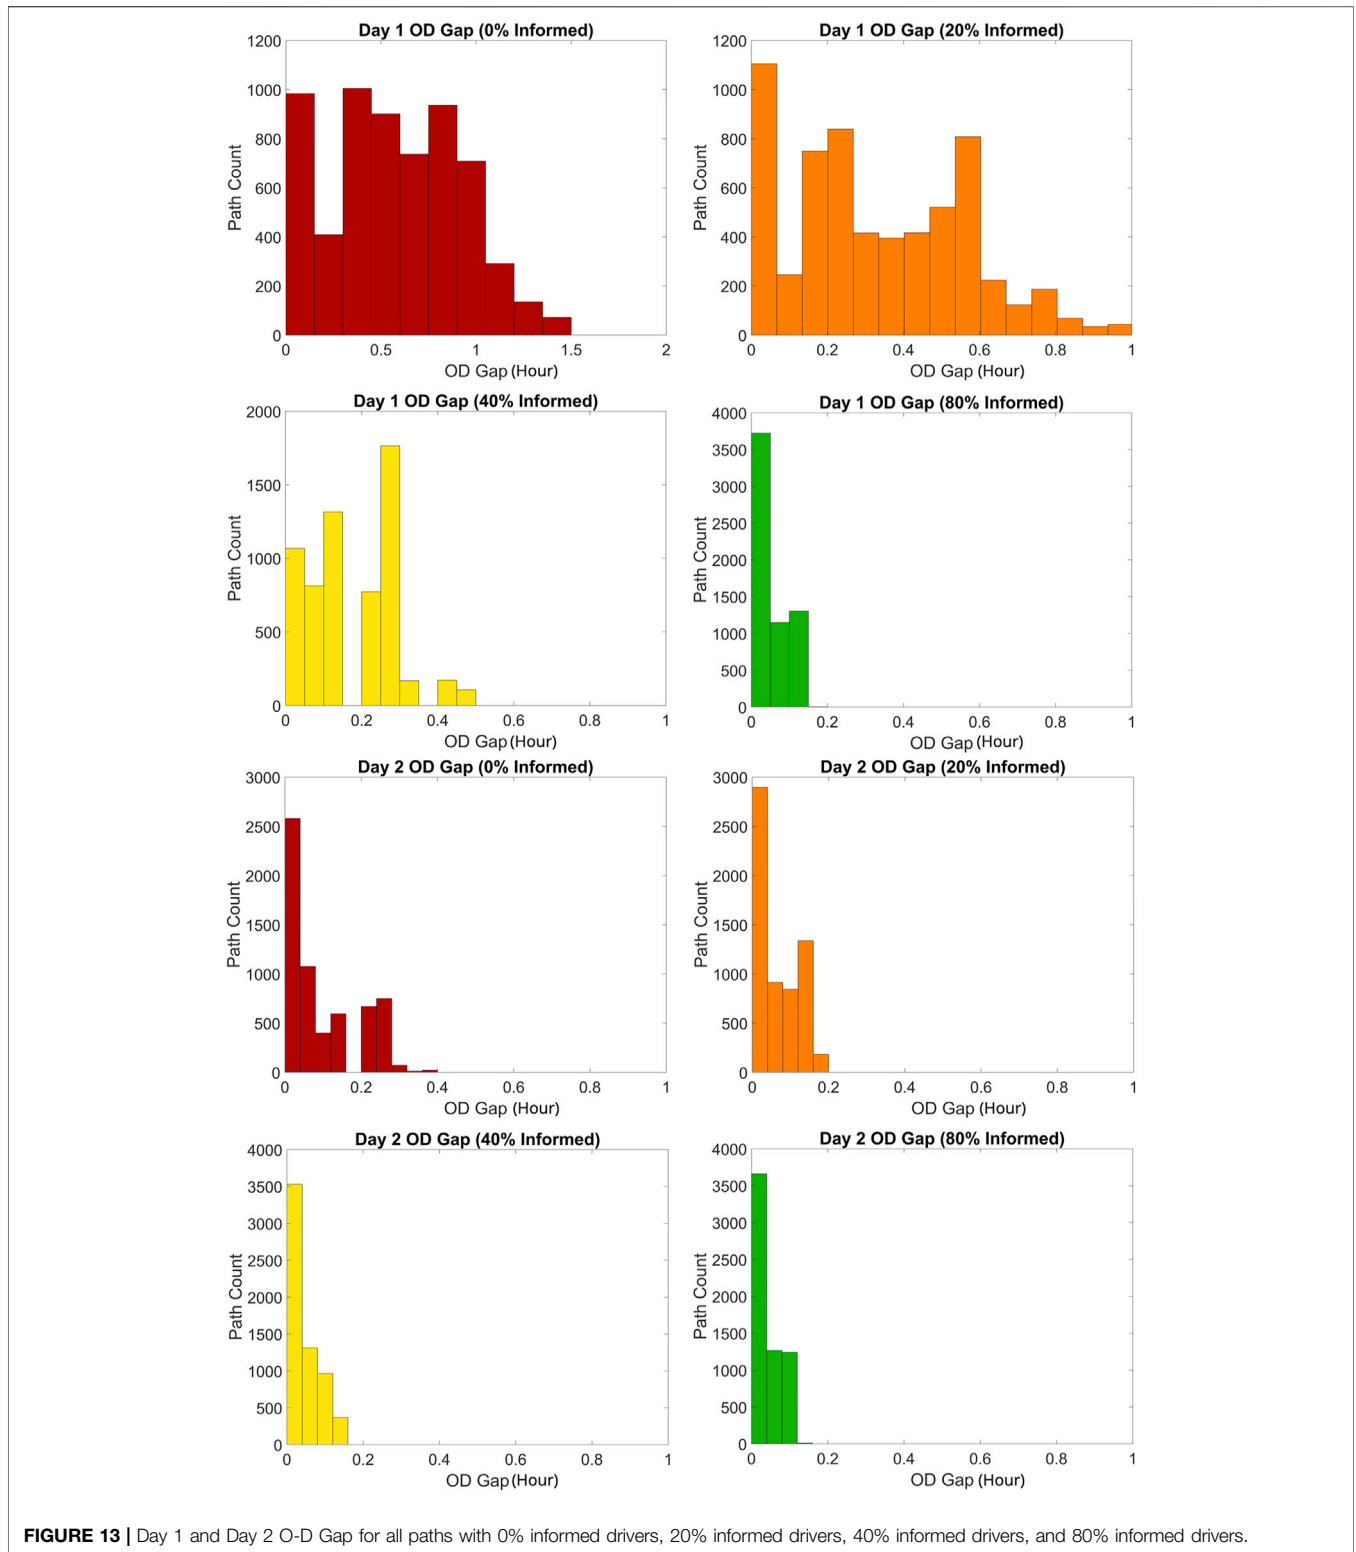 Day 1 OD Gap (0% Informed)
1200
1000
800
600
400
200
0
Path Count
0 0.5 1 1.5 2
OD Gap (Hour)
Day 1 OD Gap (20% Informed)
1200
1000
800
600
400
200
0
Path Count
0 0.2 0.4 0.6 0.8 1
OD Gap (Hour)
Day 1 OD Gap (40% Informed)
2000
1500
1000
500
0
Path Count
0 0.2 0.4 0.6 0.8 1
OD Gap (Hour)
Day 1 OD Gap (80% Informed)
4000
3500
3000
2500
2000
1500
1000
500
0
Path Count
0 0.2 0.4 0.6 0.8 1
OD Gap (Hour)
Day 2 OD Gap (0% Informed)
3000
2500
2000
1500
1000
500
0
Path Count
0 0.2 0.4 0.6 0.8 1
OD Gap (Hour)
Day 2 OD Gap (20% Informed)
3000
2500
2000
1500
1000
500
0
Path Count
0 0.2 0.4 0.6 0.8 1
OD Gap (Hour)
Day 2 OD Gap (40% Informed)
4000
3500
3000
2500
2000
1500
1000
500
0
Path Count
0 0.2 0.4 0.6 0.8 1
OD Gap (Hour)
Day 2 OD Gap (80% Informed)
4000
3500
3000
2500
2000
1500
1000
500
0
Path Count
0 0.2 0.4 0.6 0.8 1
OD Gap (Hour)
FIGURE 13 | Day 1 and Day 2 O-D Gap for all paths with 0% informed drivers, 20% informed drivers, 40% informed drivers, and 80% informed drivers.